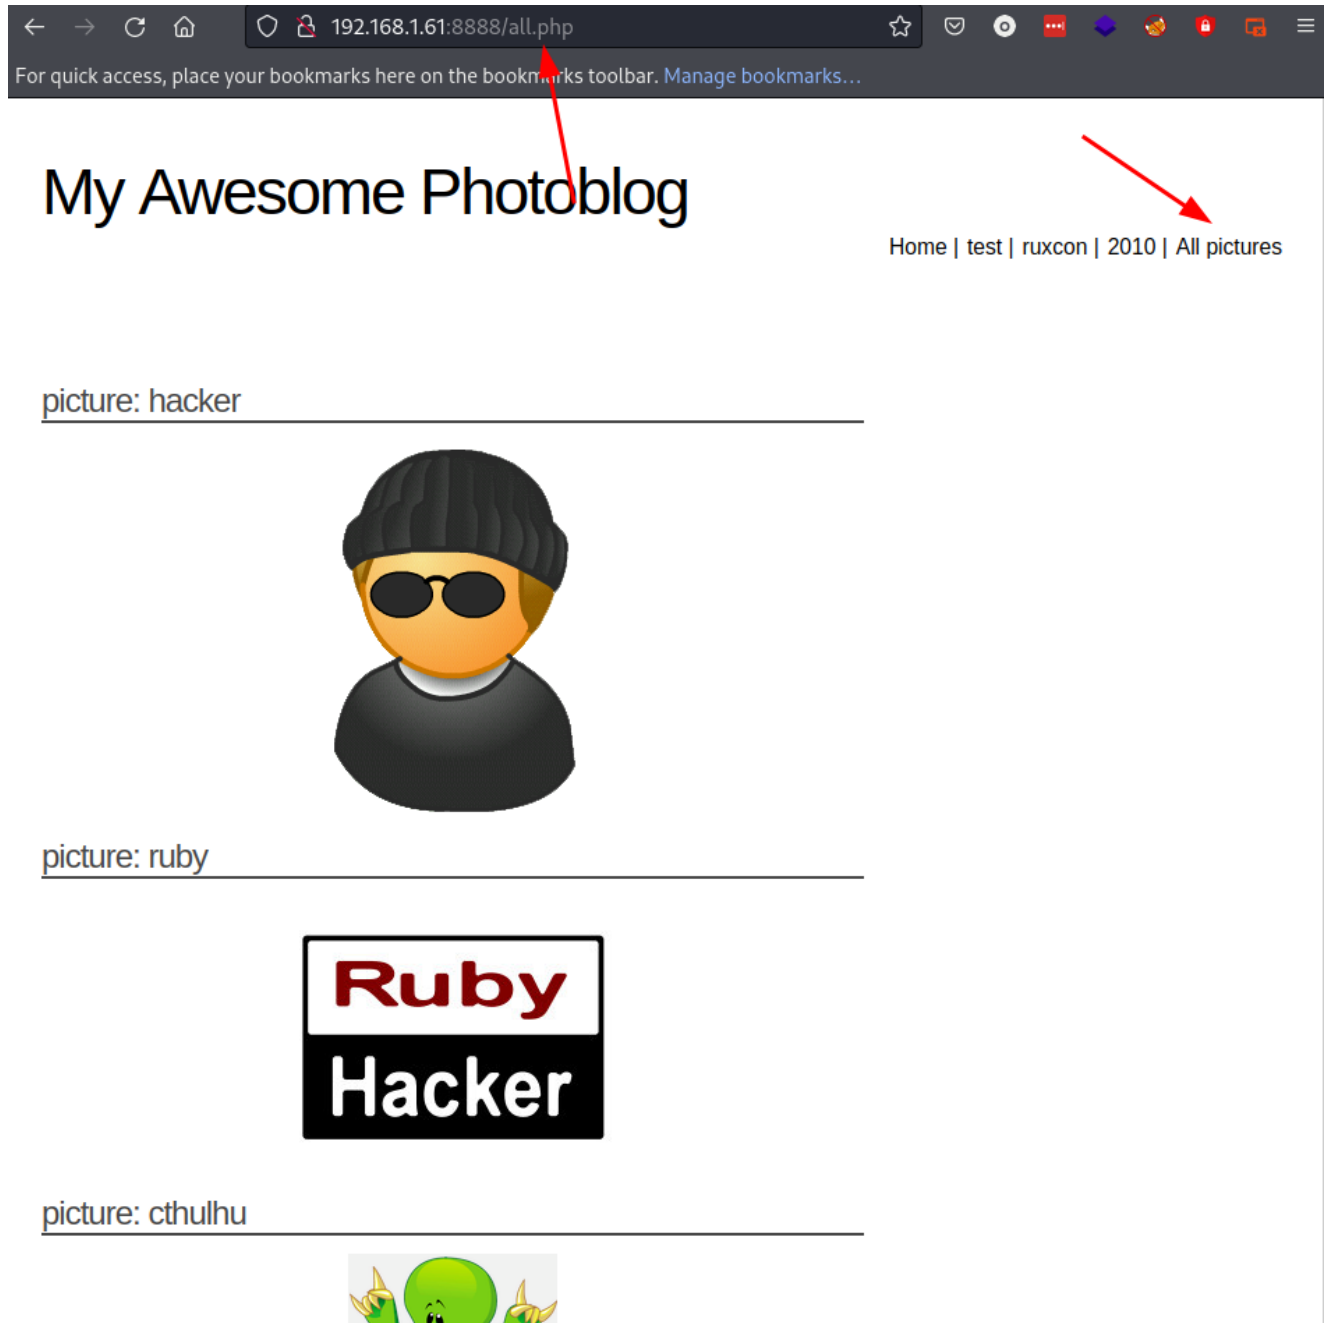 192.168.1.61:8888/all.php
For quick access, place your bookmarks here on the bookmarks toolbar. Manage bookmarks…
My Awesome Photoblog
Home | test | ruxcon | 2010 | All pictures
picture: hacker
picture: ruby
Ruby
Hacker
picture: cthulhu